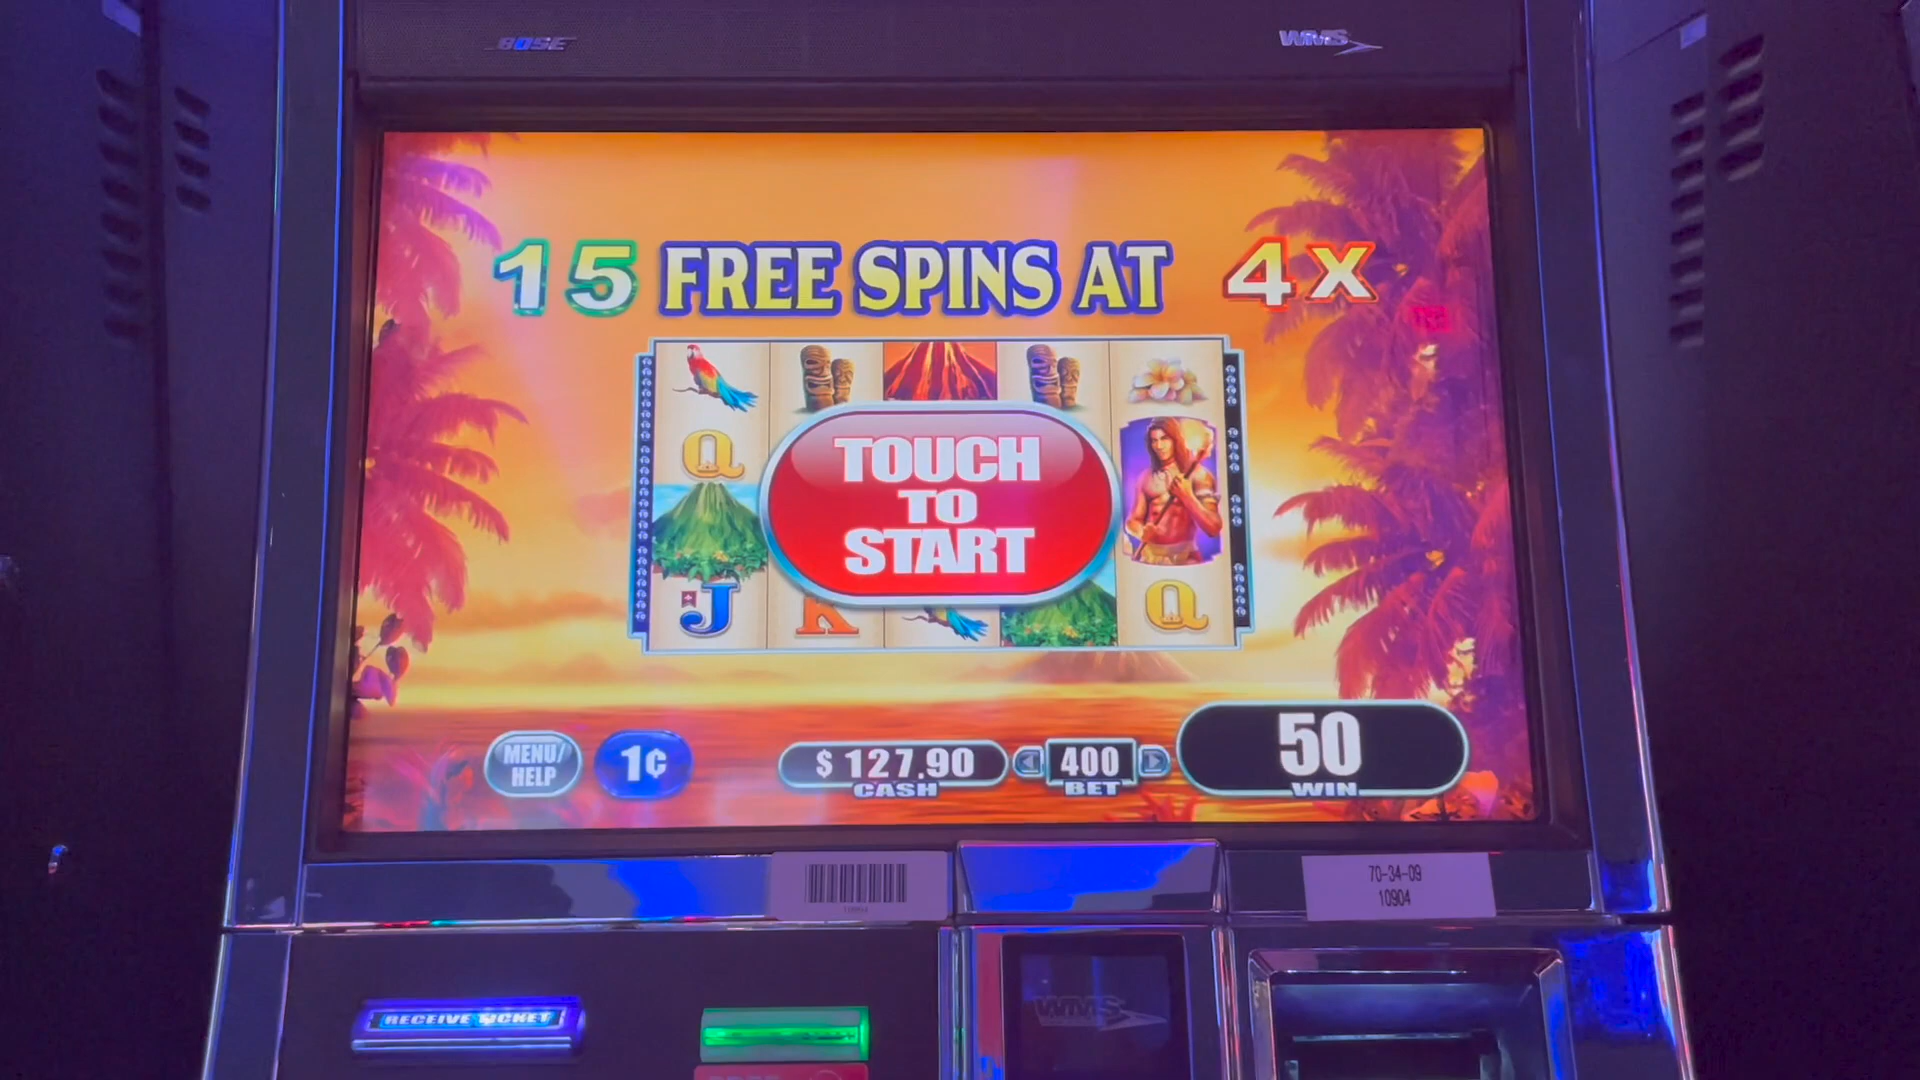 BOSE
WMS
15 FREE SPINS AT 4X
Q
TOUCH
TO
START
J
K
Q
MENU/
HELP
1¢
$ 127.90
CASH
400
BET
50
WIN
70-34-09
10904
RECEIVE TICKET
WMS